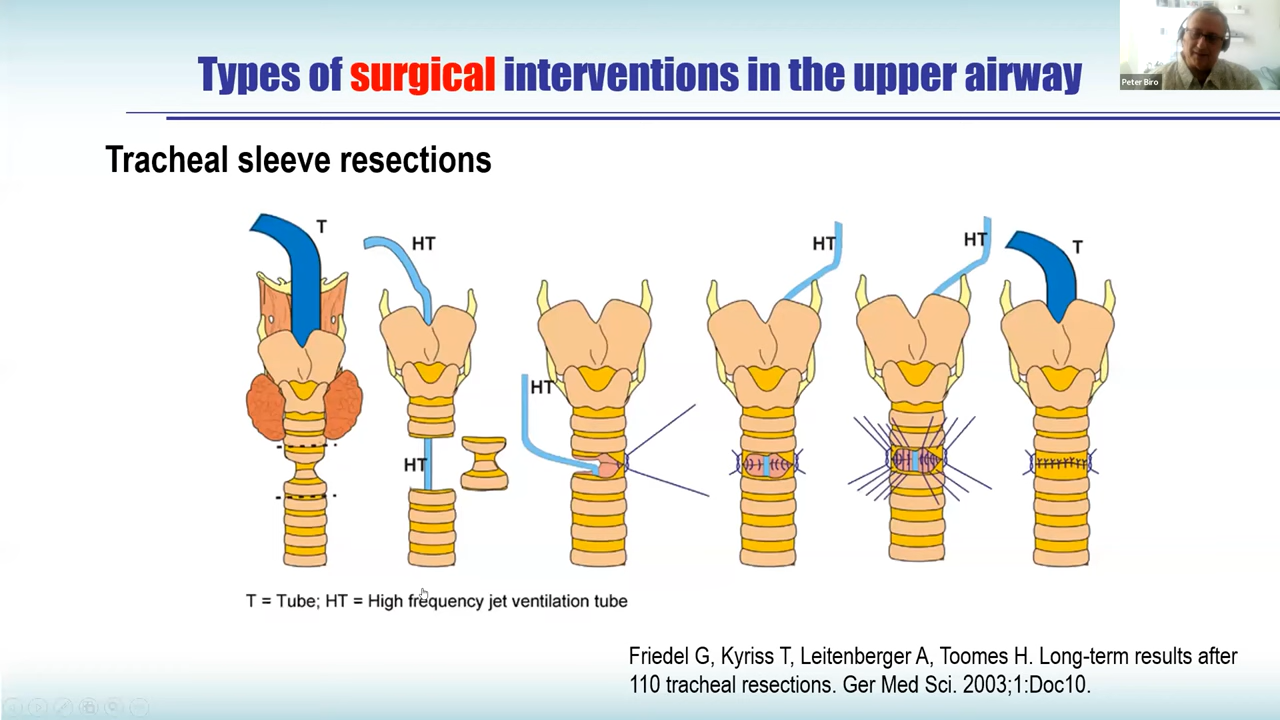 Types of surgical interventions in the upper airway
Peter Biro
Tracheal sleeve resections
T
HT
HT
HT
T
HT
HT
HT
T = Tube; HT = High frequency jet ventilation tube
Friedel G, Kyriss T, Leitenberger A, Toomes H. Long-term results after
110 tracheal resections. Ger Med Sci. 2003;1:Doc10.